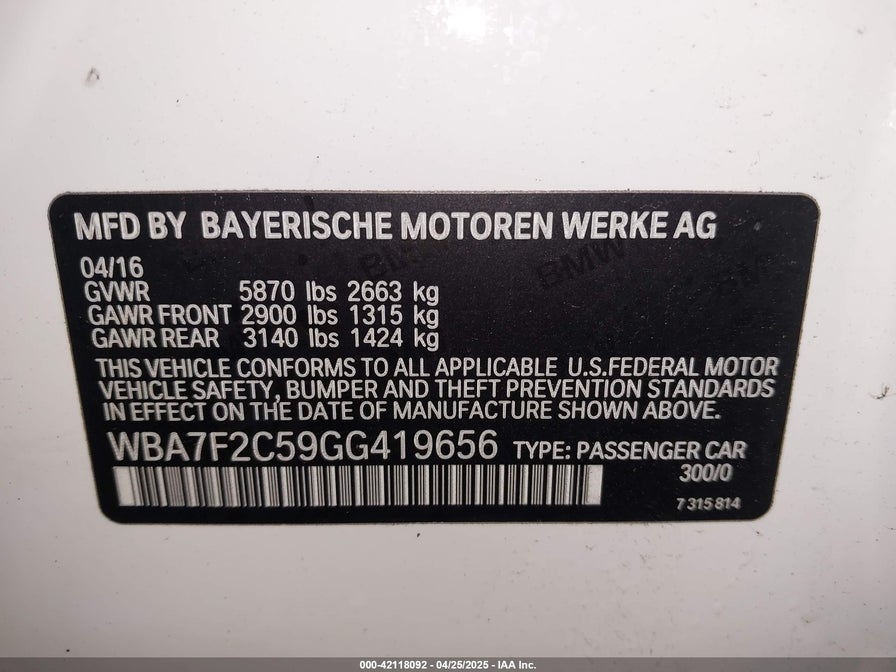 MFD BY BAYERISCHE MOTOREN WERKE AG
04/16
GVWR 5870 lbs 2663 kg
GAWR FRONT 2900 lbs 1315 kg
GAWR REAR 3140 lbs 1424 kg
THIS VEHICLE CONFORMS TO ALL APPLICABLE U.S.FEDERAL MOTOR
VEHICLE SAFETY, BUMPER AND THEFT PREVENTION STANDARDS
IN EFFECT ON THE DATE OF MANUFACTURE SHOWN ABOVE.
WBA7F2C59GG419656 TYPE: PASSENGER CAR
300/0
7 315 814
BMW
000-42118092 - 04/25/2025 - IAA Inc.